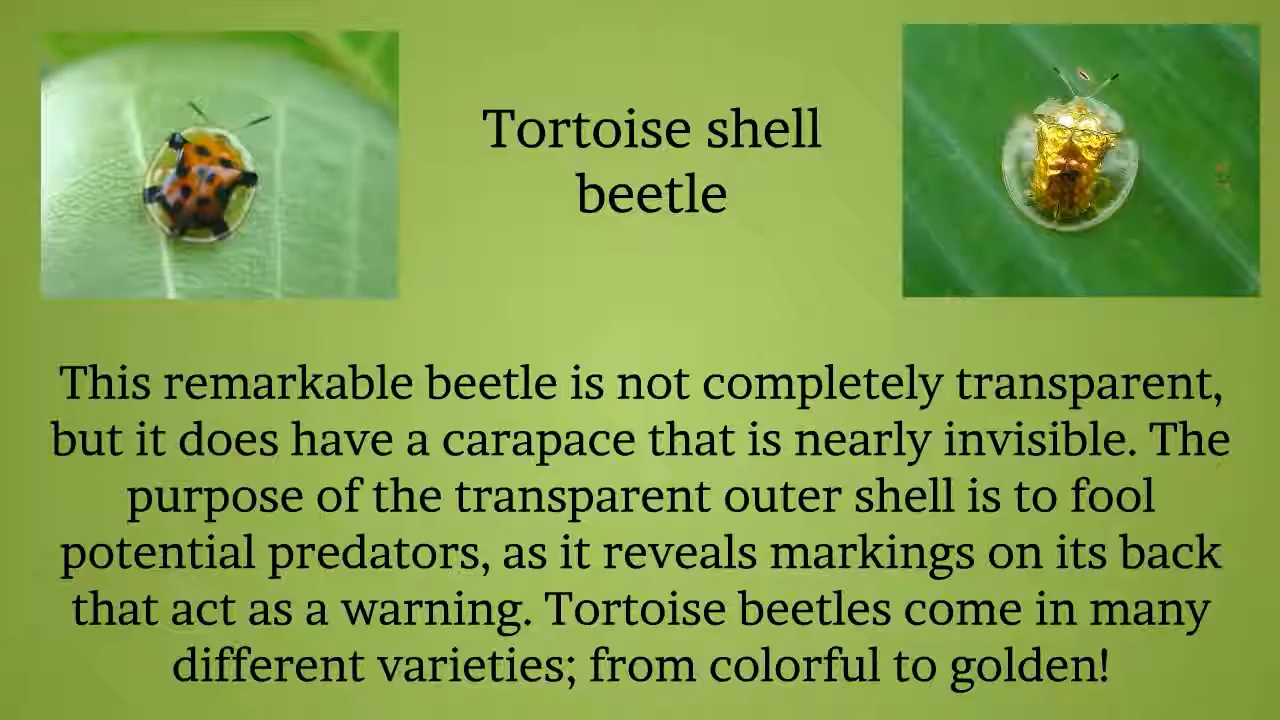 Tortoise shell
beetle
This remarkable beetle is not completely transparent,
but it does have a carapace that is nearly invisible. The
purpose of the transparent outer shell is to fool
potential predators, as it reveals markings on its back
that act as a warning. Tortoise beetles come in many
different varieties; from colorful to golden!